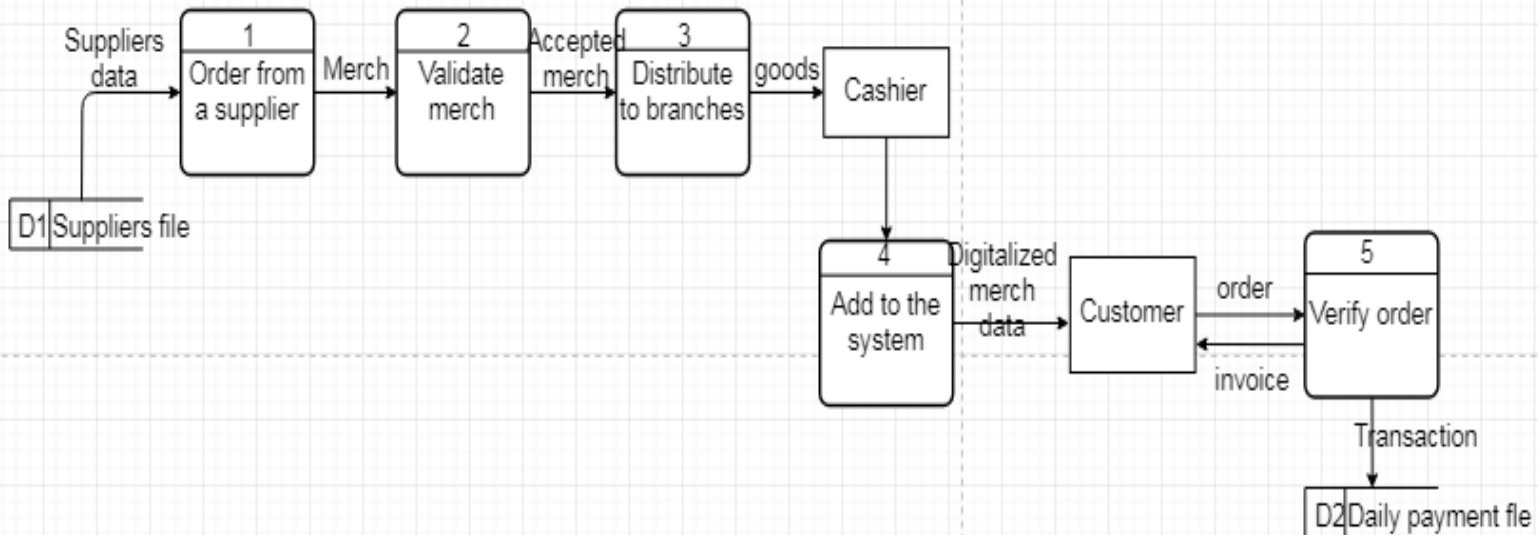 Suppliers
data
1
Order from
a supplier
Merch
2
Validate
merch
Accepted
merch
3
Distribute
to branches
goods
Cashier
D1 Suppliers file
4
Add to the
system
Digitalized
merch
data
Customer
order
invoice
5
Verify order
Transaction
D2 Daily payment fle